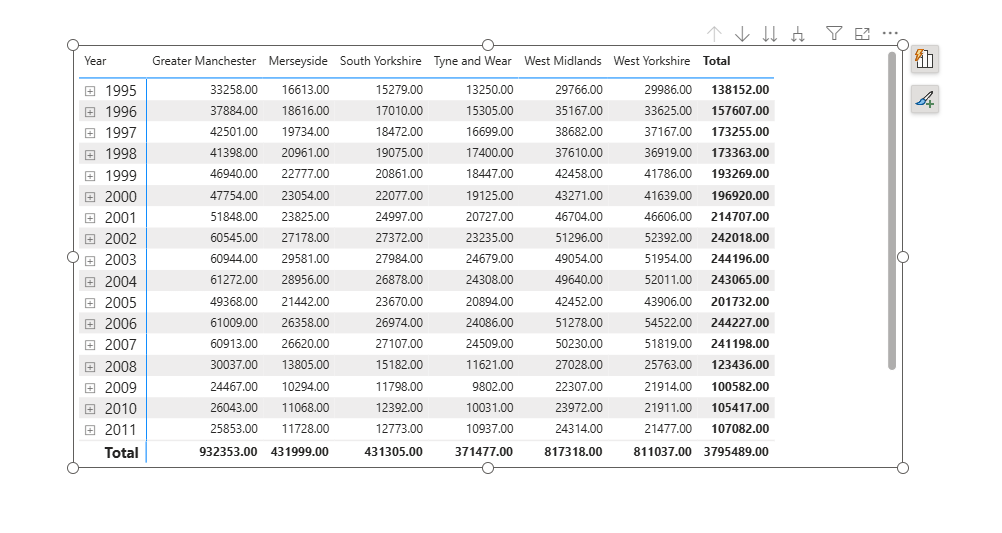 Year Greater Manchester Merseyside South Yorkshire Tyne and Wear West Midlands West Yorkshire Total
1995 33258.00 16613.00 15279.00 13250.00 29766.00 29986.00 138152.00
1996 37884.00 18616.00 17010.00 15305.00 35167.00 33625.00 157607.00
1997 42501.00 19734.00 18472.00 16699.00 38682.00 37167.00 173255.00
1998 41398.00 20961.00 19075.00 17400.00 37610.00 36919.00 173363.00
1999 46940.00 22777.00 20861.00 18447.00 42458.00 41786.00 193269.00
2000 47754.00 23054.00 22077.00 19125.00 43271.00 41639.00 196920.00
2001 51848.00 23825.00 24997.00 20727.00 46704.00 46606.00 214707.00
2002 60545.00 27178.00 27372.00 23235.00 51296.00 52392.00 242018.00
2003 60944.00 29581.00 27984.00 24679.00 49054.00 51954.00 244196.00
2004 61272.00 28956.00 26878.00 24308.00 49640.00 52011.00 243065.00
2005 49368.00 21442.00 23670.00 20894.00 42452.00 43906.00 201732.00
2006 61009.00 26358.00 26974.00 24086.00 51278.00 54522.00 244227.00
2007 60913.00 26620.00 27107.00 24509.00 50230.00 51819.00 241198.00
2008 30037.00 13805.00 15182.00 11621.00 27028.00 25763.00 123436.00
2009 24467.00 10294.00 11798.00 9802.00 22307.00 21914.00 100582.00
2010 26043.00 11068.00 12392.00 10031.00 23972.00 21911.00 105417.00
2011 25853.00 11728.00 12773.00 10937.00 24314.00 21477.00 107082.00
Total 932353.00 431999.00 431305.00 371477.00 817318.00 811037.00 3795489.00